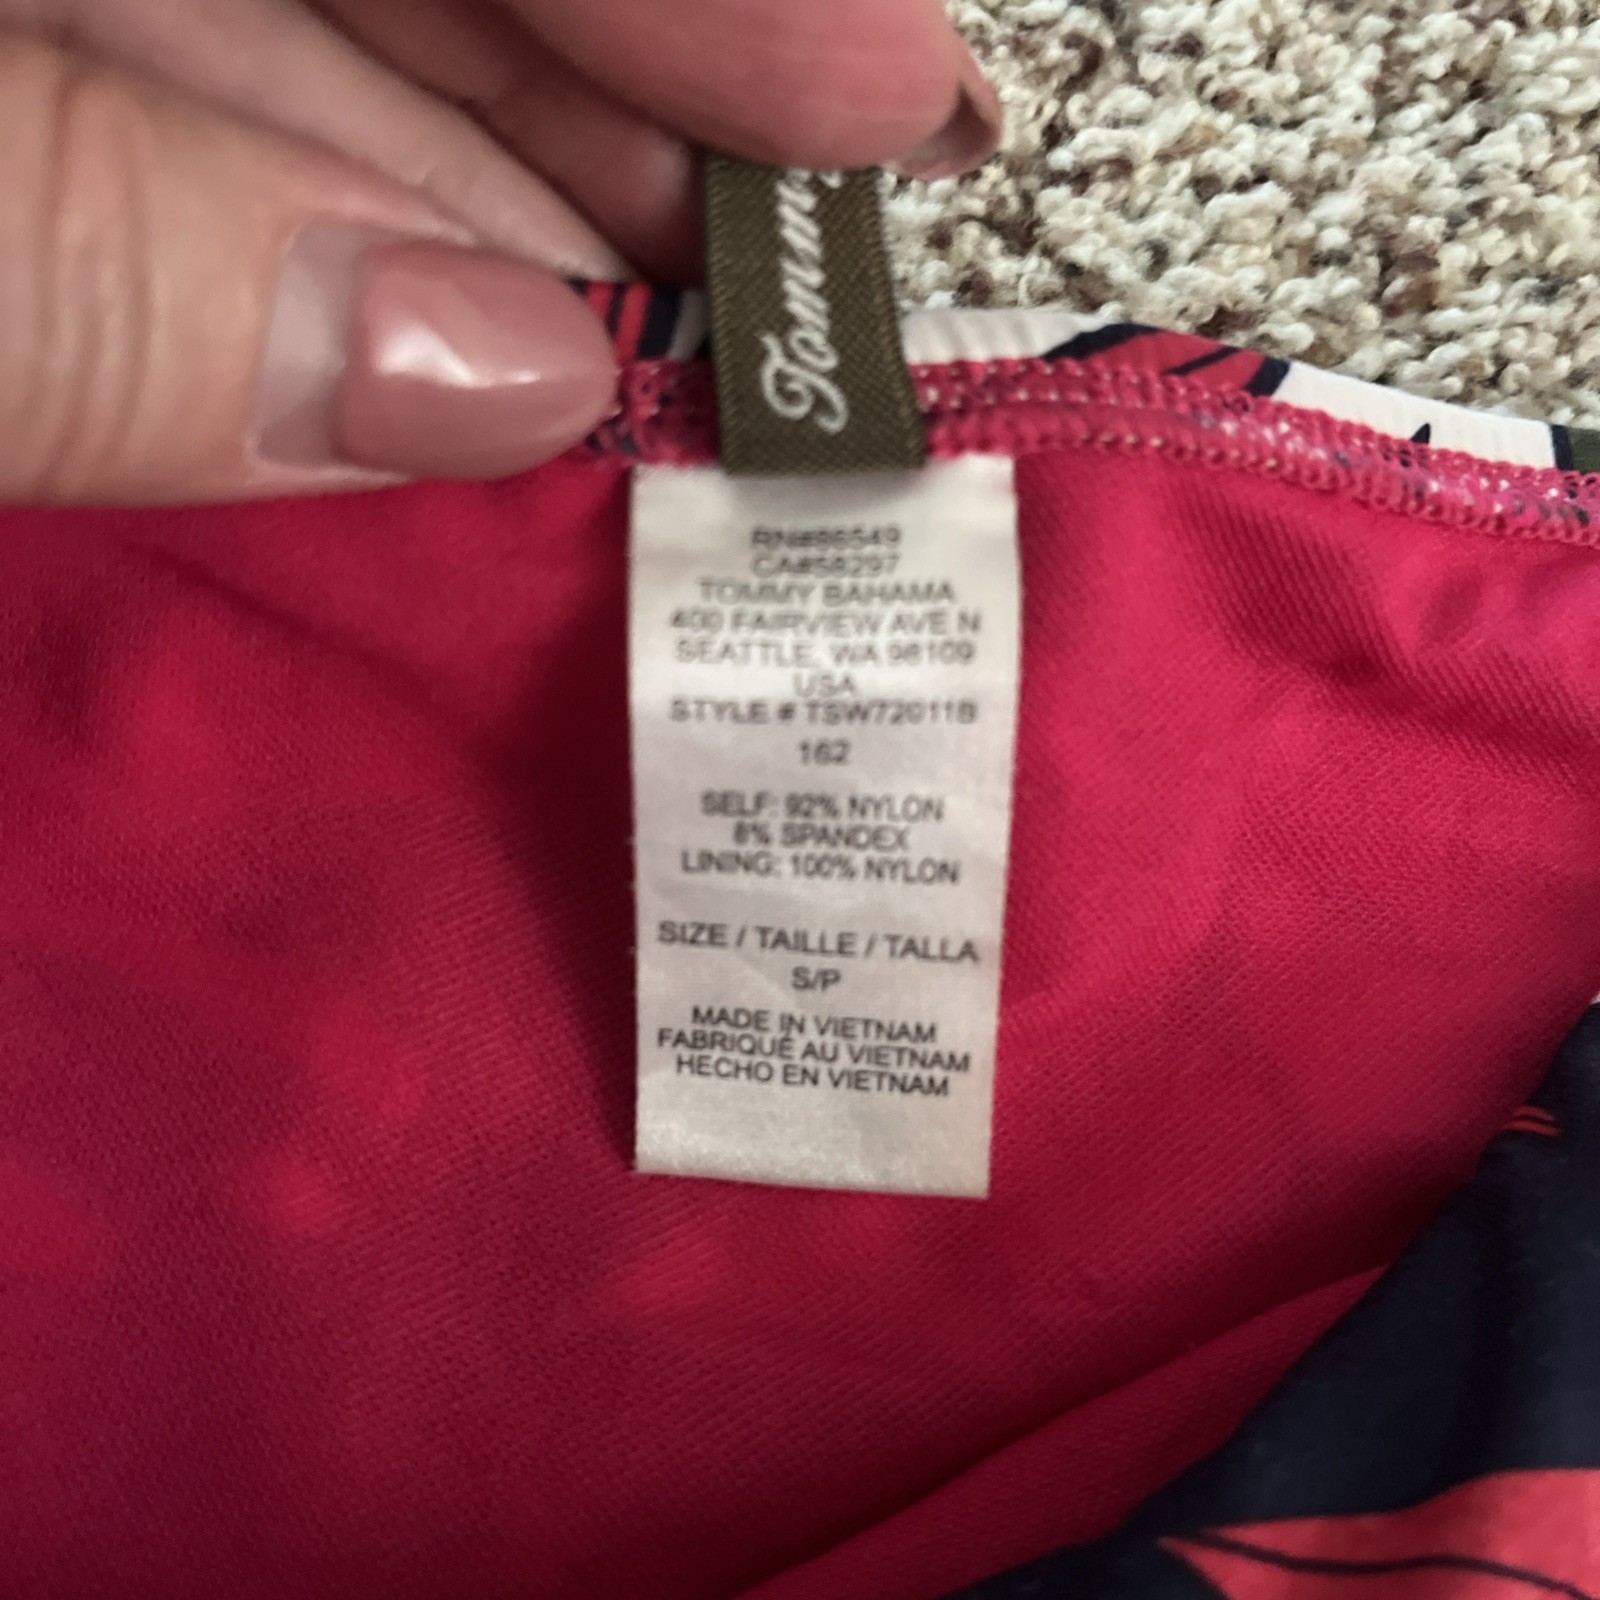 Tommy
RN#86549
CA#58297
TOMMY BAHAMA
400 FAIRVIEW AVE N
SEATTLE, WA 98109
USA
STYLE # TSW72011B
162
SELF: 92% NYLON
8% SPANDEX
LINING: 100% NYLON
SIZE / TAILLE / TALLA
S/P
MADE IN VIETNAM
FABRIQUÉ AU VIETNAM
HECHO EN VIETNAM